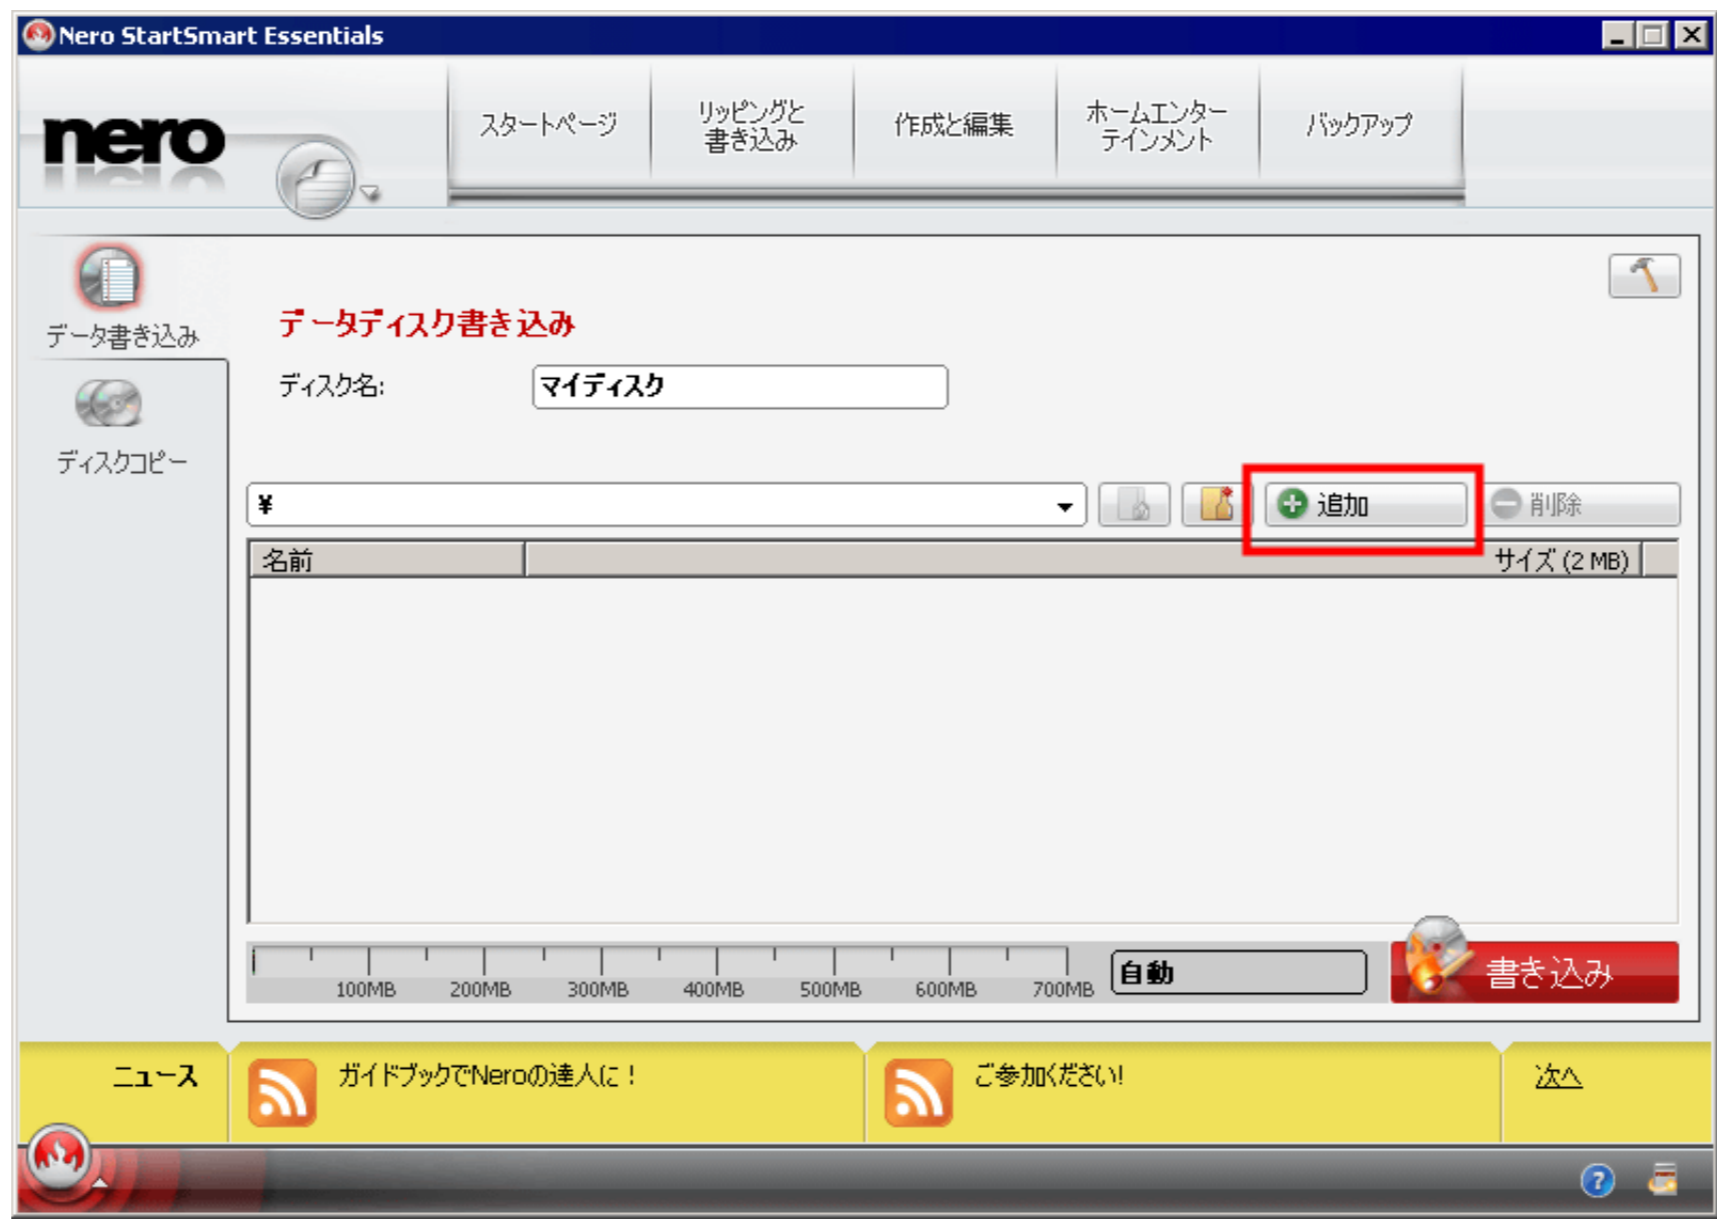 Nero StartSmart Essentials
nero
スタートページ
リッピングと
書き込み
作成と編集
ホームエンター
テインメント
バックアップ
データ書き込み
ディスクコピー
データディスク書き込み
ディスク名:
マイディスク
¥
追加
削除
名前
サイズ (2 MB)
100MB
200MB
300MB
400MB
500MB
600MB
700MB
自動
書き込み
ニュース
ガイドブックでNeroの達人に！
ご参加ください!
次へ